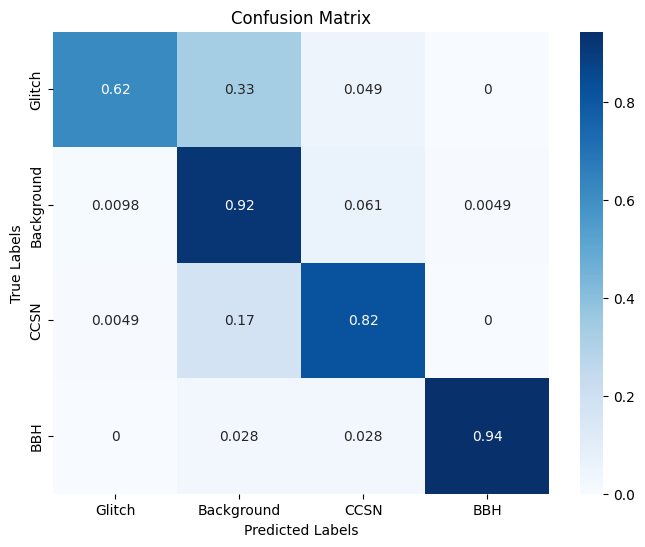 Confusion Matrix
True Labels
Glitch 0.62 0.33 0.049 0
Background 0.0098 0.92 0.061 0.0049
CCSN 0.0049 0.17 0.82 0
BBH 0 0.028 0.028 0.94
Glitch Background CCSN BBH
Predicted Labels
0.8
0.6
0.4
0.2
0.0